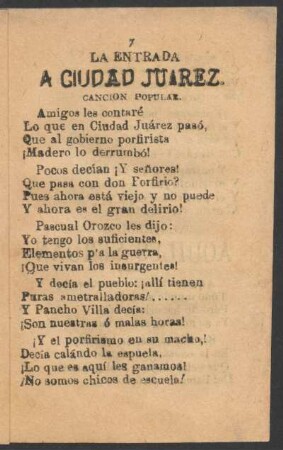 7
LA ENTRADA
A CIUDAD JUAREZ.
CANCION POPULAR.
Amigos les contaré
Lo que en Ciudad Juárez pasó,
Que al gobierno porfirista
¡Madero lo derrumbó!
Pocos decían ¡Y señores!
Que pasa con don Porfirio?
Pues ahora está viejo y no puede
Y ahora es el gran delirio!
Pascual Orozco les dijo:
Yo tengo los suficientes,
Elementos p'a la guerra,
¡Que vivan los insurgentes!
Y decía el pueblo: ¡allí tienen
Puras ametralladoras!.......
Y Pancho Villa decía:
¡Son nuestras ó malas horas!
¡Y el porfirismo en su macho,!
Decía calándo la espuela,
¡Lo que es aquí les ganamos!
¡No somos chicos de escuela!